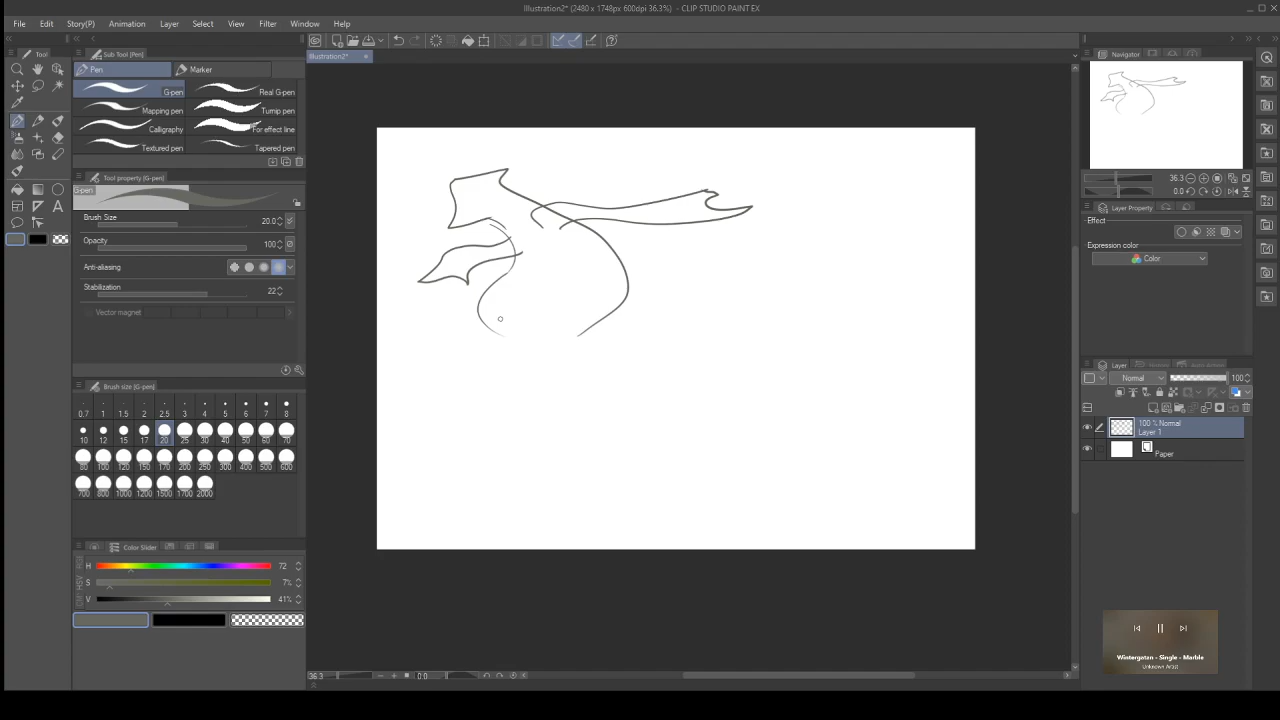 Illustration2* (2480 x 1748px 600dpi 36.3%) - CLIP STUDIO PAINT EX
File Edit Story(P) Animation Layer Select View Filter Window Help
Tool
Sub Tool [Pen]
Illustration2*
Navigator
Pen Marker
G-pen Real G-pen
Mapping pen Turnip pen
Calligraphy For effect line
Textured pen Tapered pen
Tool property [G-pen]
G-pen
Brush Size 20.0
Opacity 100
Anti-aliasing
Stabilization 22
Vector magnet
Brush size [G-pen]
0.7 1 1.5 2 2.5 3 4 5 6 7 8
10 12 15 17 20 25 30 40 50 60 70
80 100 120 150 170 200 250 300 400 500 600
700 800 1000 1200 1500 1700 2000
Color Slider
H 72
S 7%
V 41%
36.3 0.0
36.3
0.0
Layer Property
Effect
Expression color
Color
Layer
Normal 100
100 % Normal
Layer 1
Paper
Wintergatan - Single - Marble
Unknown Artist